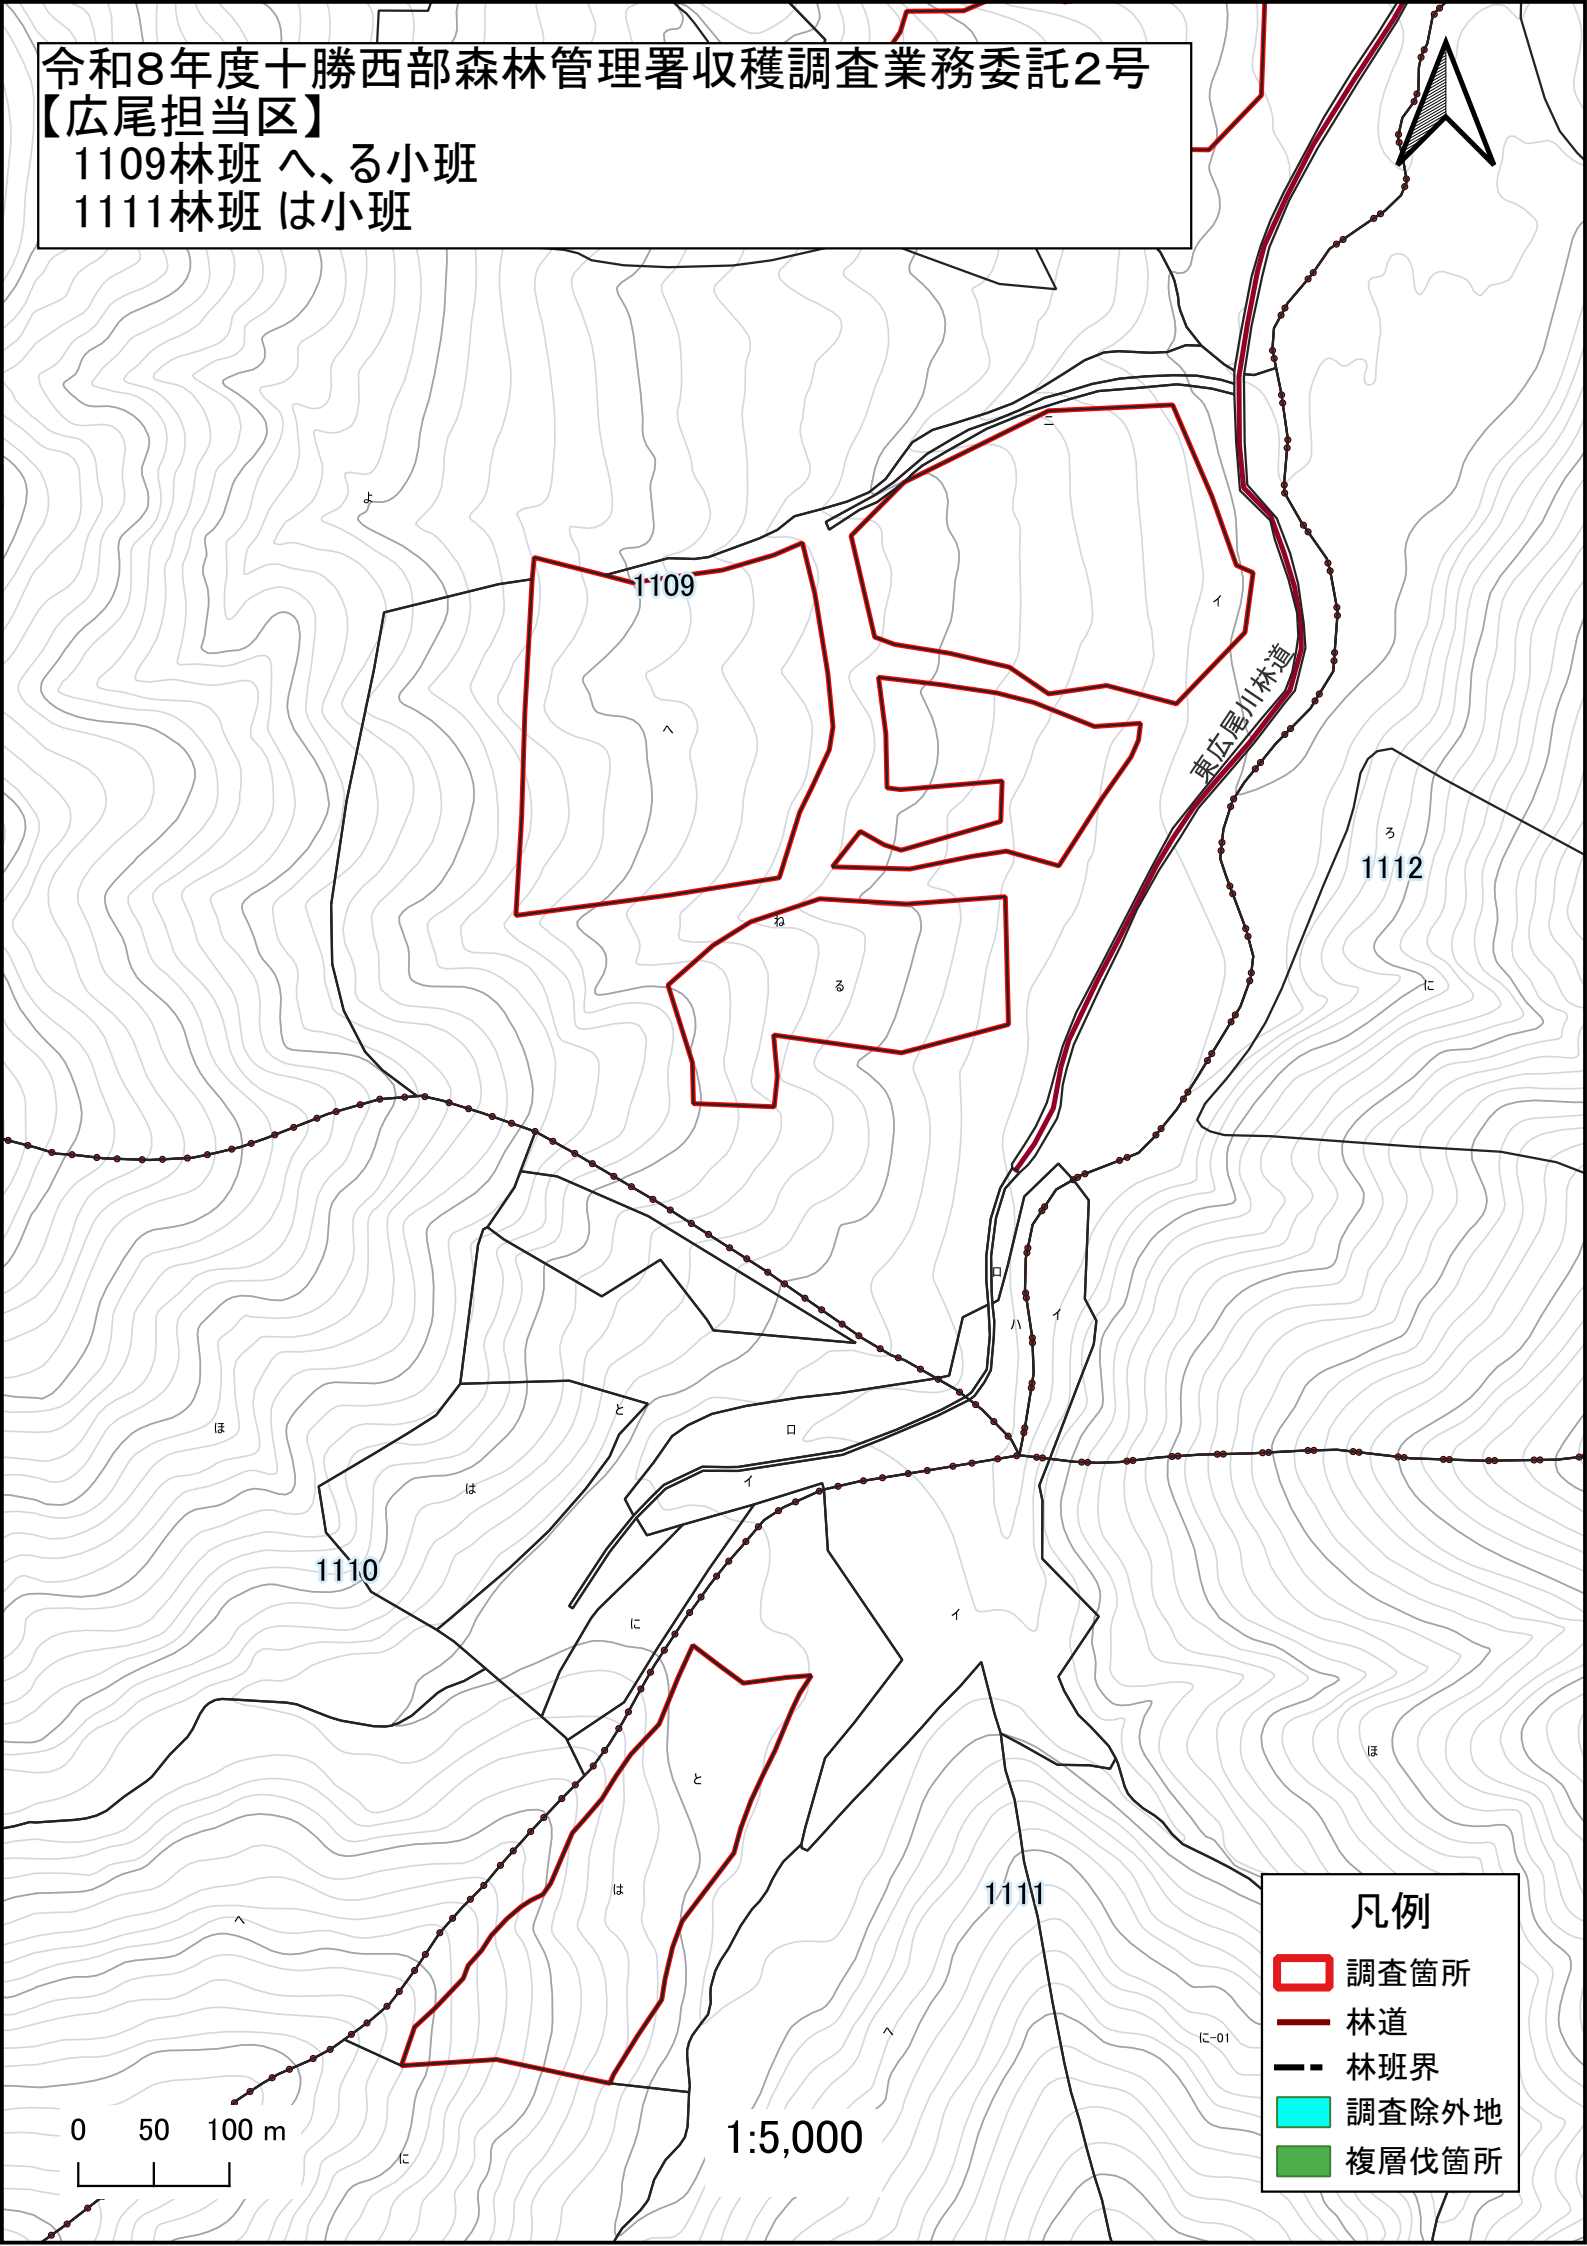 令和8年度十勝西部森林管理署収穫調査業務委託2号
【広尾担当区】
1109林班 へ、る小班
1111林班 は小班
ニ
よ
1109
イ
東広尾川林道
へ
ろ
1112
ね
る
に
ロ
ハ
イ
と
ほ
ロ
は
イ
1110
に
イ
ほ
と
は
1111
へ
へ
に-01
に
凡例
調査箇所
林道
林班界
調査除外地
複層伐箇所
0 50 100 m
1:5,000